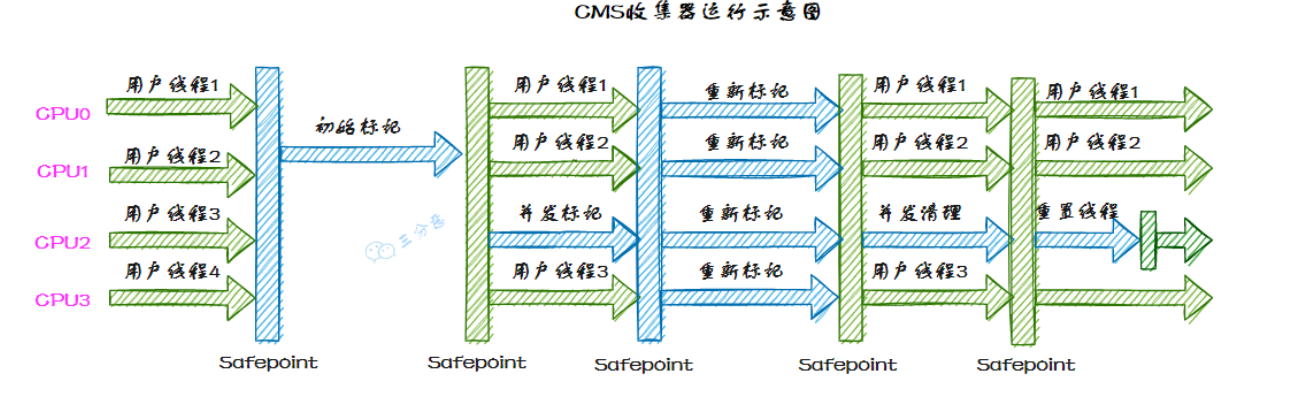 CMS收集器运行示意图
用户线程1
用户线程1
重新标记
用户线程1
用户线程1
CPU0
初始标记
用户线程2
用户线程2
重新标记
用户线程2
用户线程2
CPU1
用户线程3
并发标记
重新标记
并发清理
重置线程
CPU2
三分恶
用户线程4
用户线程3
重新标记
用户线程3
CPU3
Safepoint
Safepoint
Safepoint
Safepoint
Safepoint